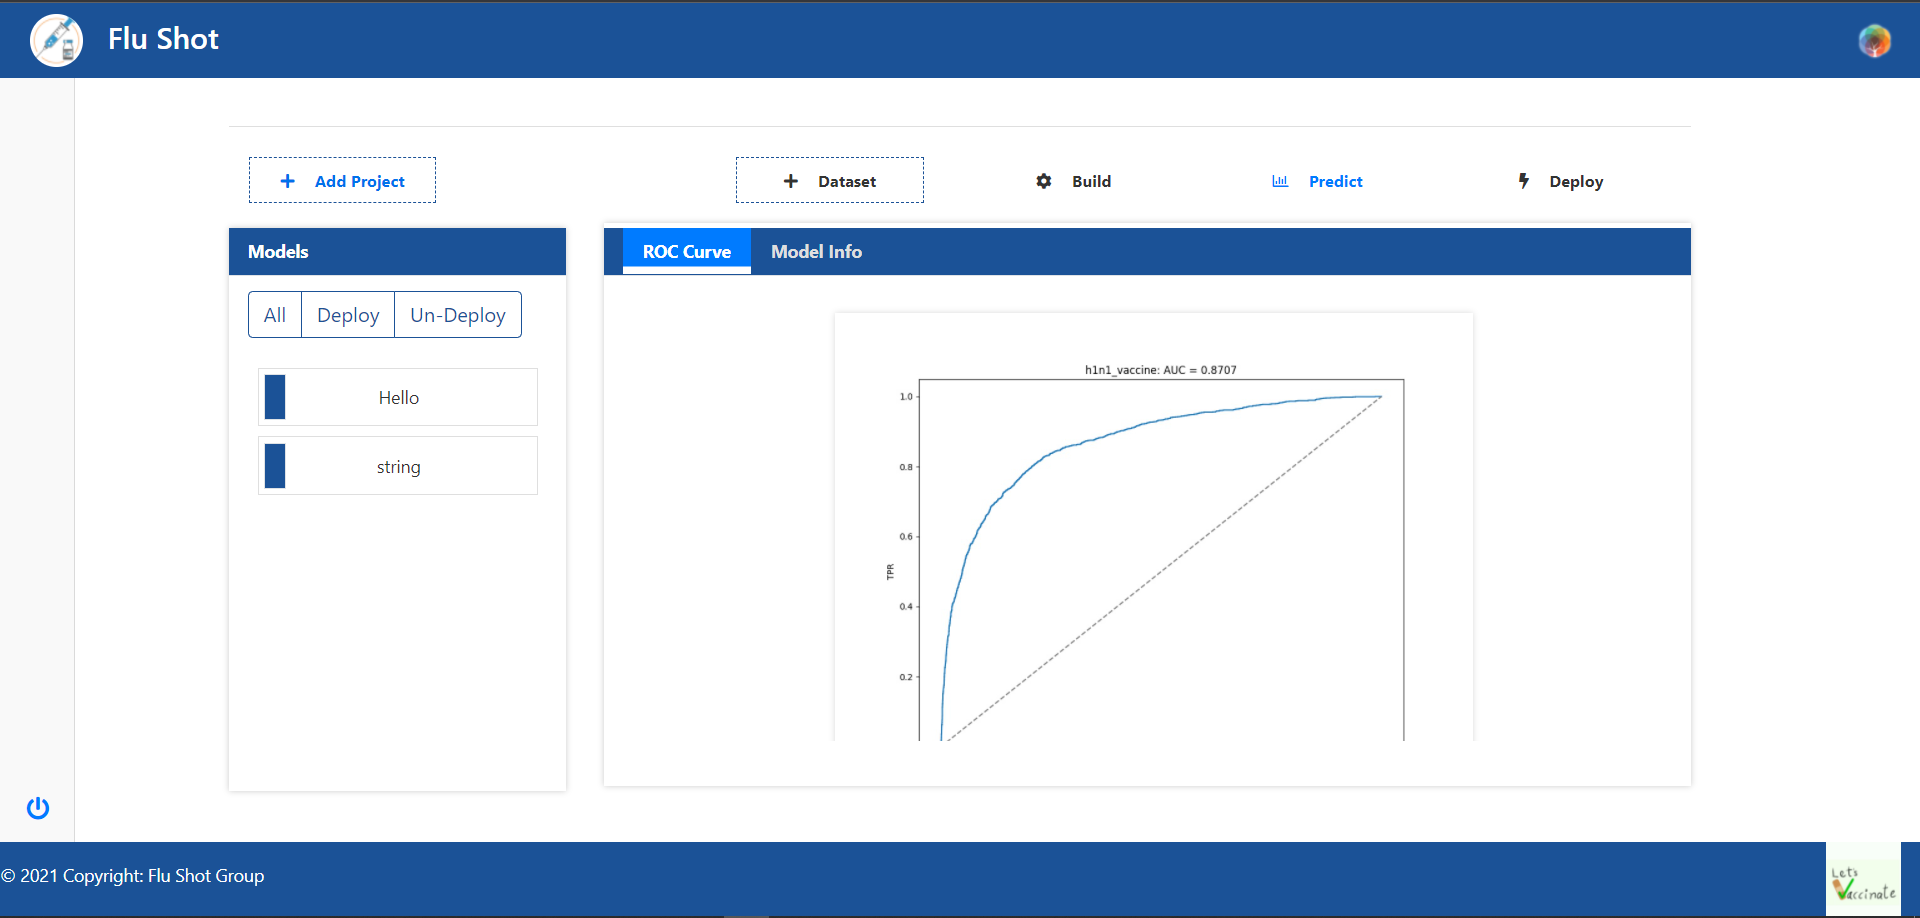 Flu Shot
Add Project
Dataset
Build
Predict
Deploy
Models
All
Deploy
Un-Deploy
Hello
string
ROC Curve
Model Info
h1n1_vaccine: AUC = 0.8707
1.0
0.8
0.6
TPR
0.4
0.2
© 2021 Copyright: Flu Shot Group
Let's
Vaccinate